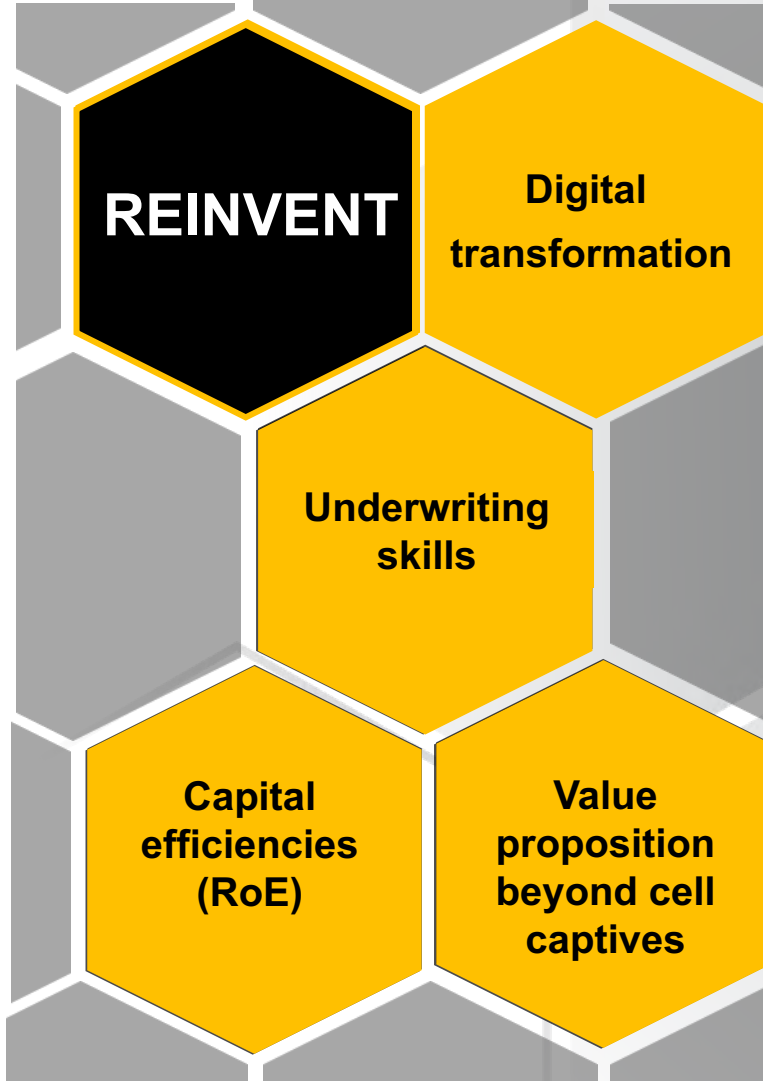 REINVENT
Digital
transformation
Underwriting
skills
Capital
efficiencies
(RoE)
Value
proposition
beyond cell
captives